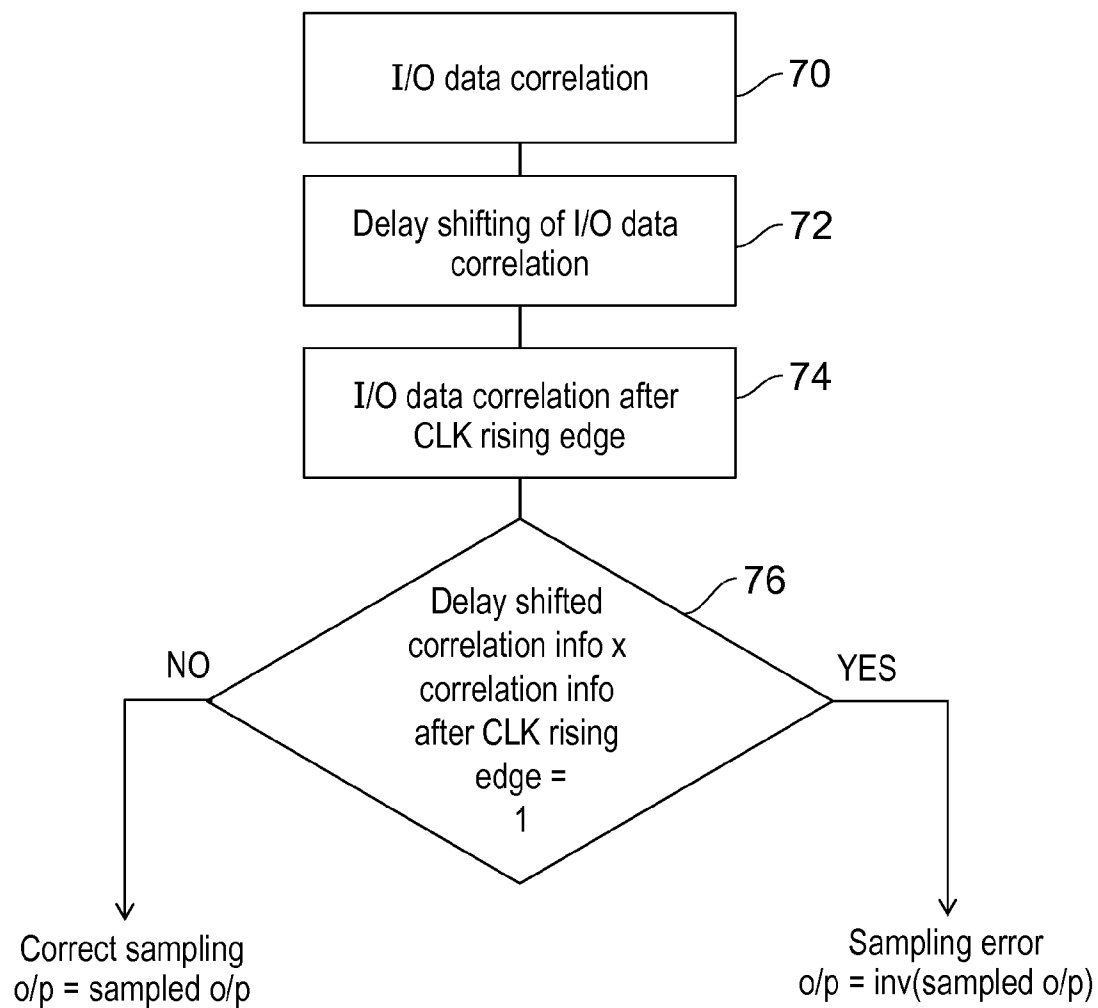 I/O data correlation
70
Delay shifting of I/O data
correlation
72
I/O data correlation after
CLK rising edge
74
Delay shifted
correlation info x
correlation info
after CLK rising
edge =
1
76
NO
YES
Correct sampling
o/p = sampled o/p
Sampling error
o/p = inv(sampled o/p)